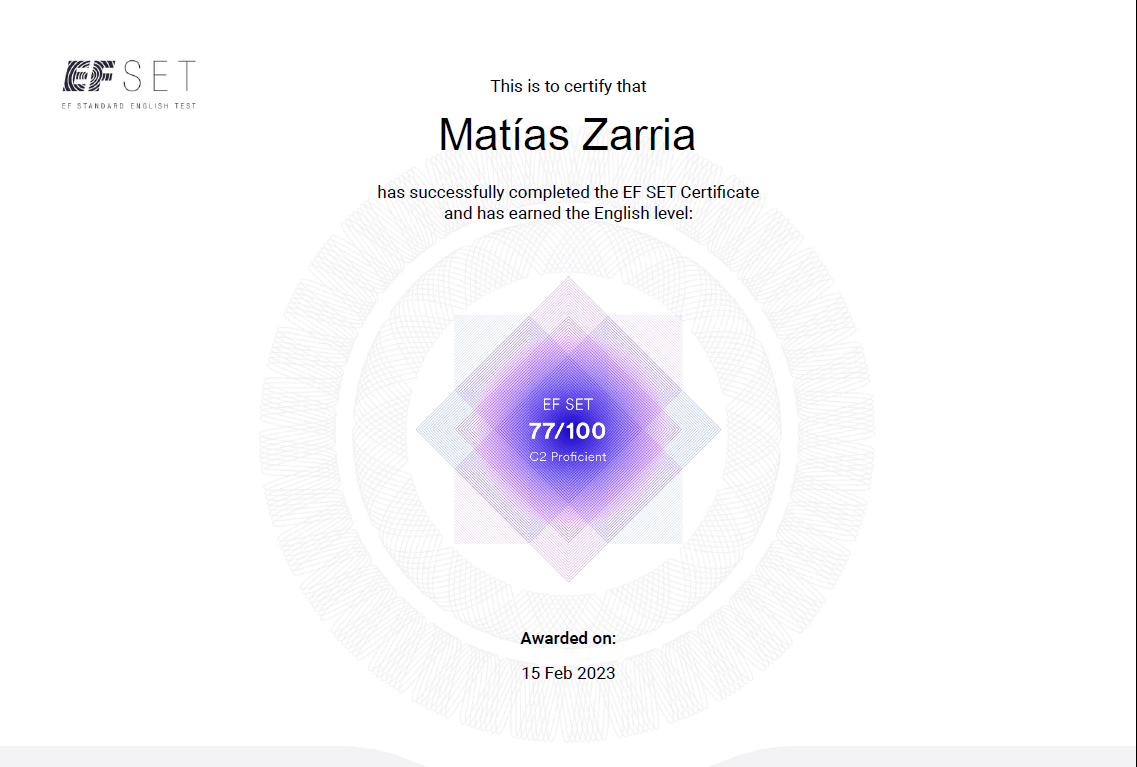 EF SET
EF STANDARD ENGLISH TEST
This is to certify that
Matías Zarria
has successfully completed the EF SET Certificate
and has earned the English level:
EF SET
77/100
C2 Proficient
Awarded on:
15 Feb 2023